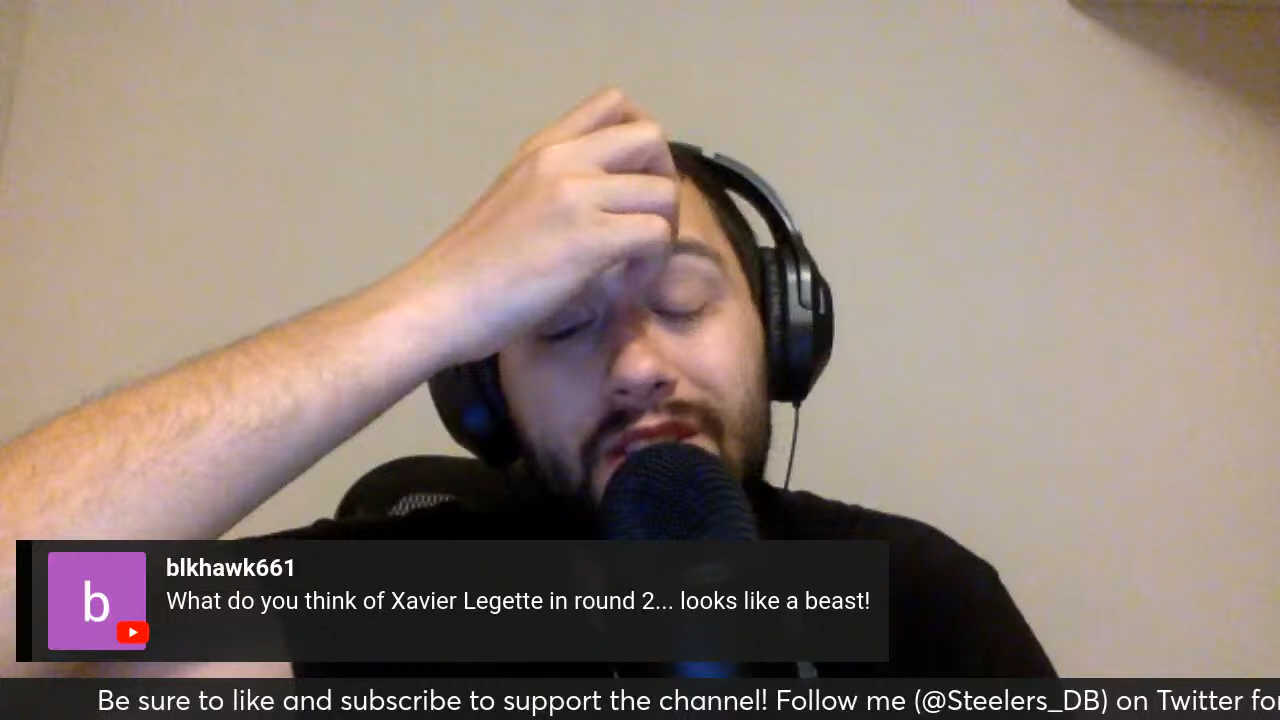 blkhawk661
b
What do you think of Xavier Legette in round 2... looks like a beast!
Be sure to like and subscribe to support the channel! Follow me (@Steelers_DB) on Twitter fo